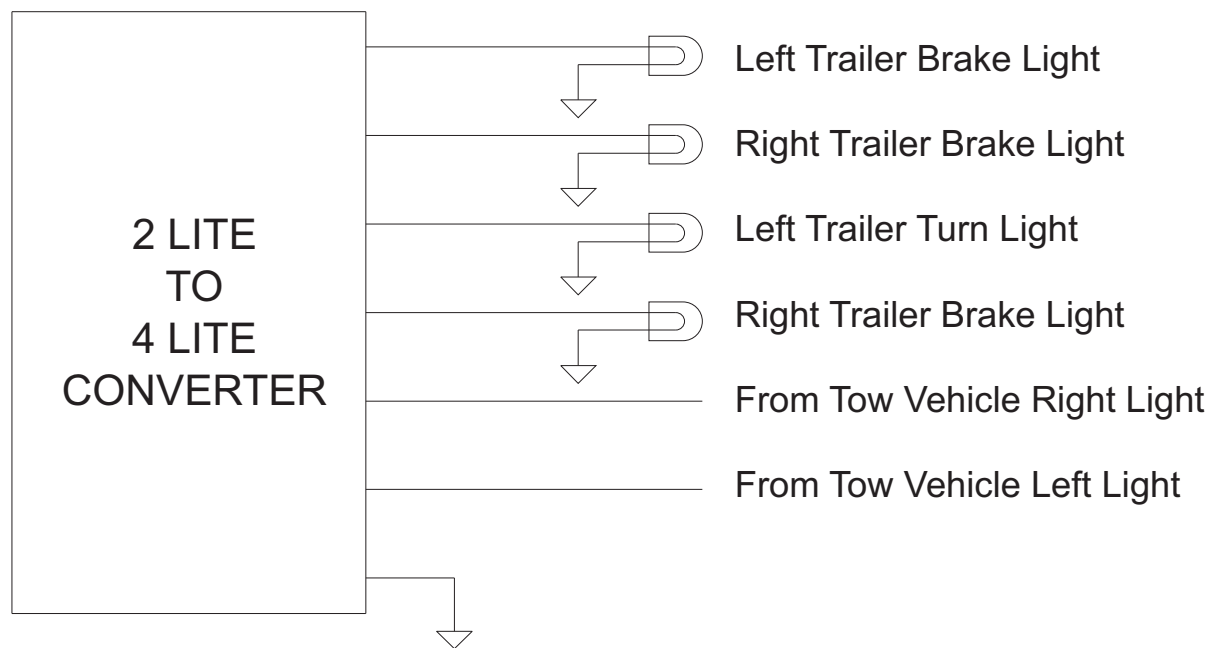 2 LITE
TO
4 LITE
CONVERTER
Left Trailer Brake Light
Right Trailer Brake Light
Left Trailer Turn Light
Right Trailer Brake Light
From Tow Vehicle Right Light
From Tow Vehicle Left Light